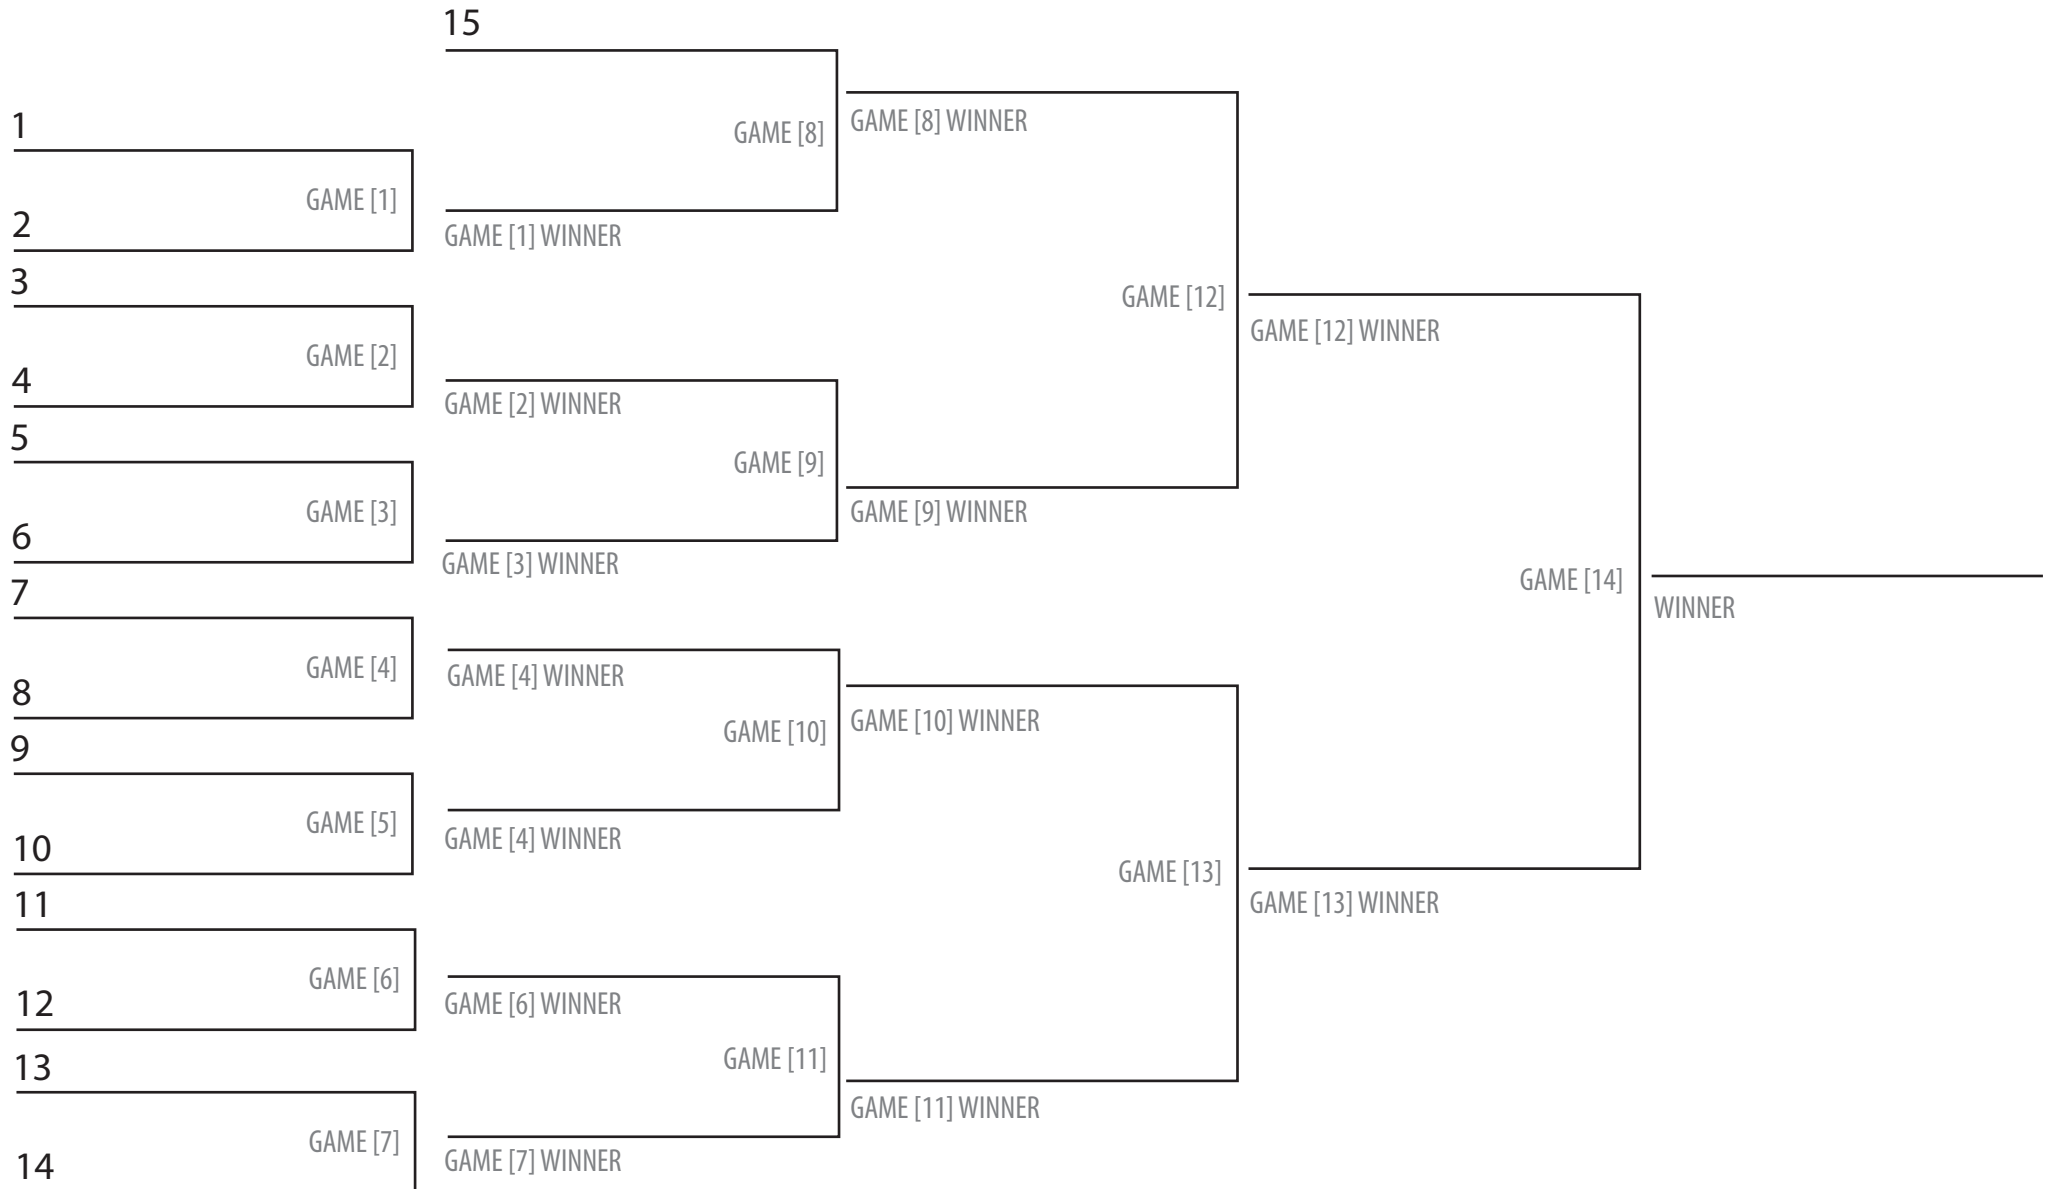 15
1
GAME [1]
2
3
GAME [2]
4
5
GAME [3]
6
7
GAME [4]
8
9
GAME [5]
10
11
GAME [6]
12
13
GAME [7]
14
GAME [8]
GAME [1] WINNER
GAME [2] WINNER
GAME [9]
GAME [3] WINNER
GAME [4] WINNER
GAME [10]
GAME [4] WINNER
GAME [6] WINNER
GAME [11]
GAME [7] WINNER
GAME [8] WINNER
GAME [12]
GAME [9] WINNER
GAME [10] WINNER
GAME [13]
GAME [11] WINNER
GAME [12] WINNER
GAME [14]
GAME [13] WINNER
WINNER